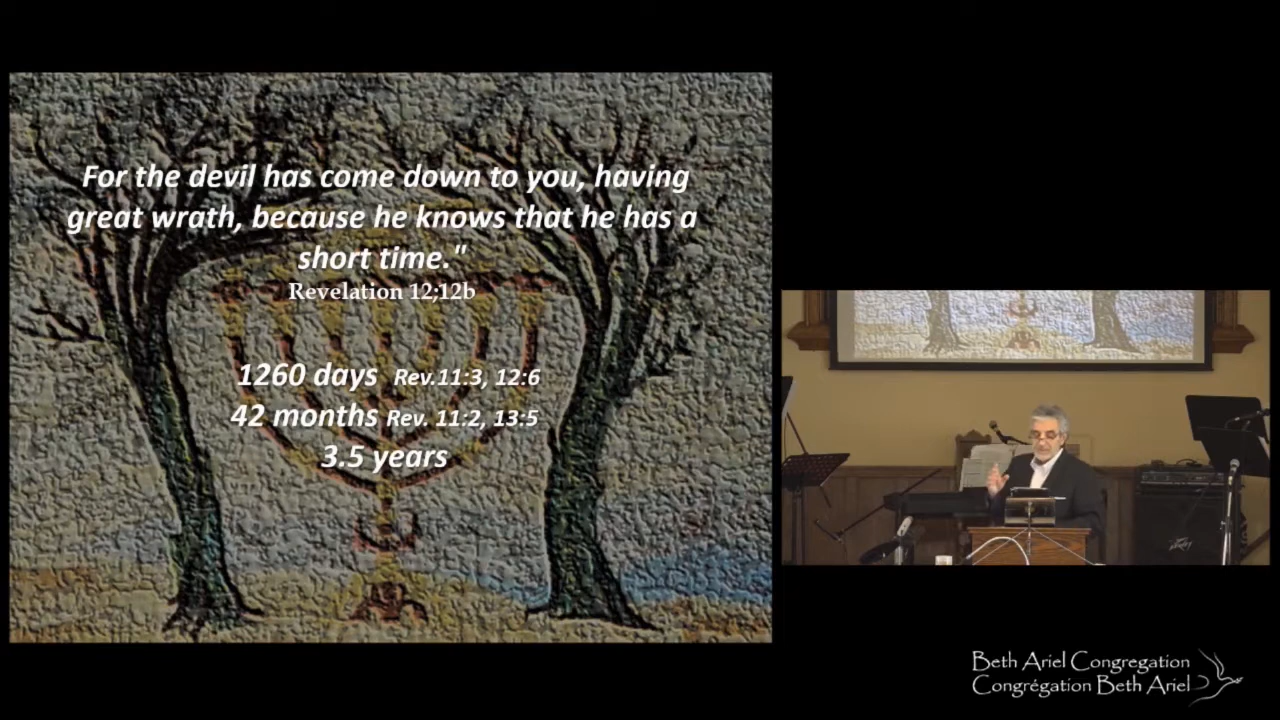 For the devil has come down to you, having
great wrath, because he knows that he has a
short time."
Revelation 12;12b
1260 days Rev.11:3, 12:6
42 months Rev. 11:2, 13:5
3.5 years
PEAVEY
Beth Ariel Congregation
Congrégation Beth Ariel